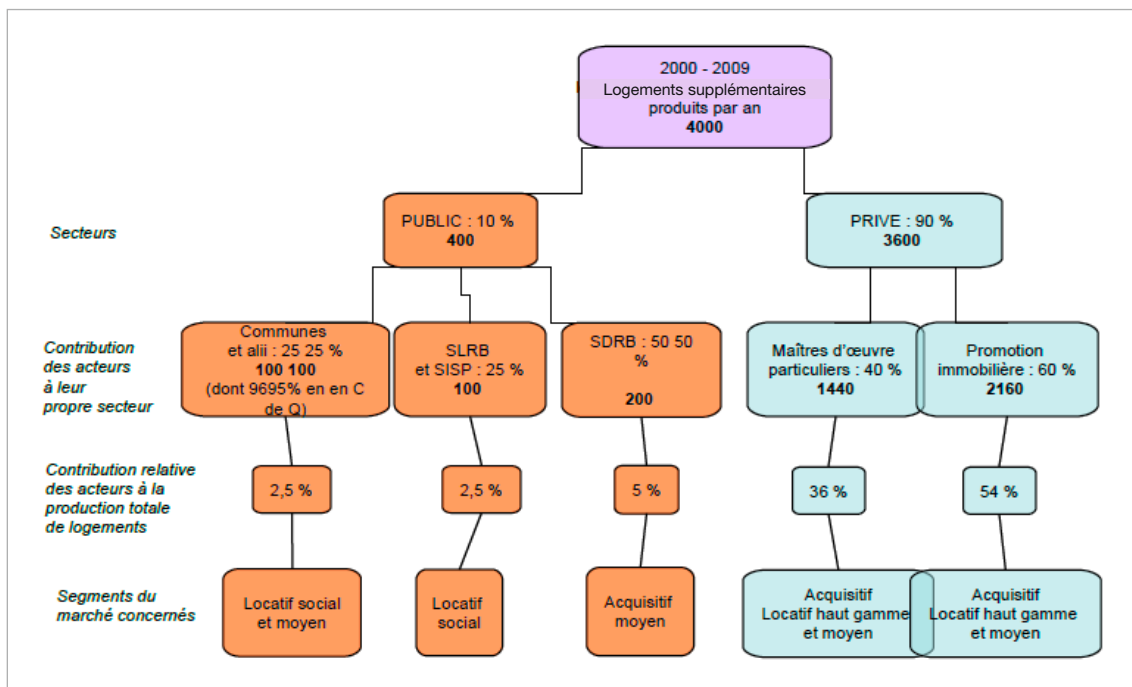 2000 - 2009
Logements supplémentaires
produits par an
4000
Secteurs
PUBLIC : 10 %
400
PRIVE : 90 %
3600
Contribution
des acteurs
à leur
propre secteur
Communes
et alii : 25 25 %
100 100
(dont 9695% en en C
de Q)
SLRB
et SISP : 25 %
100
SDRB : 50 50
%
200
Maîtres d'œuvre
particuliers : 40 %
1440
Promotion
immobilière : 60 %
2160
Contribution relative
des acteurs à la
production totale
de logements
2,5 %
2,5 %
5 %
36 %
54 %
Segments du
marché concernés
Locatif social
et moyen
Locatif
social
Acquisitif
moyen
Acquisitif
Locatif haut gamme
et moyen
Acquisitif
Locatif haut gamme
et moyen